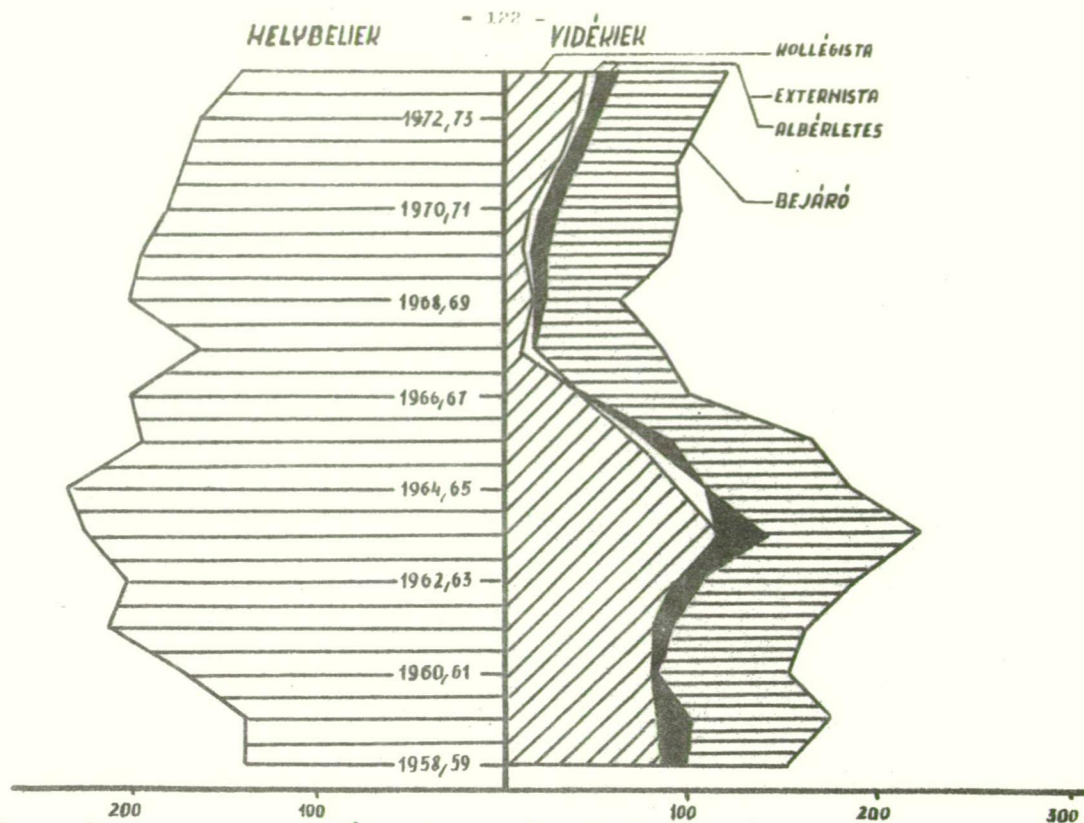 - 122 -
HELYBELIEK VIDÉKIEK
KOLLÉGISTA
EXTERNISTA
ALBÉRLETES
BEJÁRÓ
1972,73
1970,71
1968,69
1966,67
1964,65
1962,63
1960,61
1958,59
200 100 100 200 300